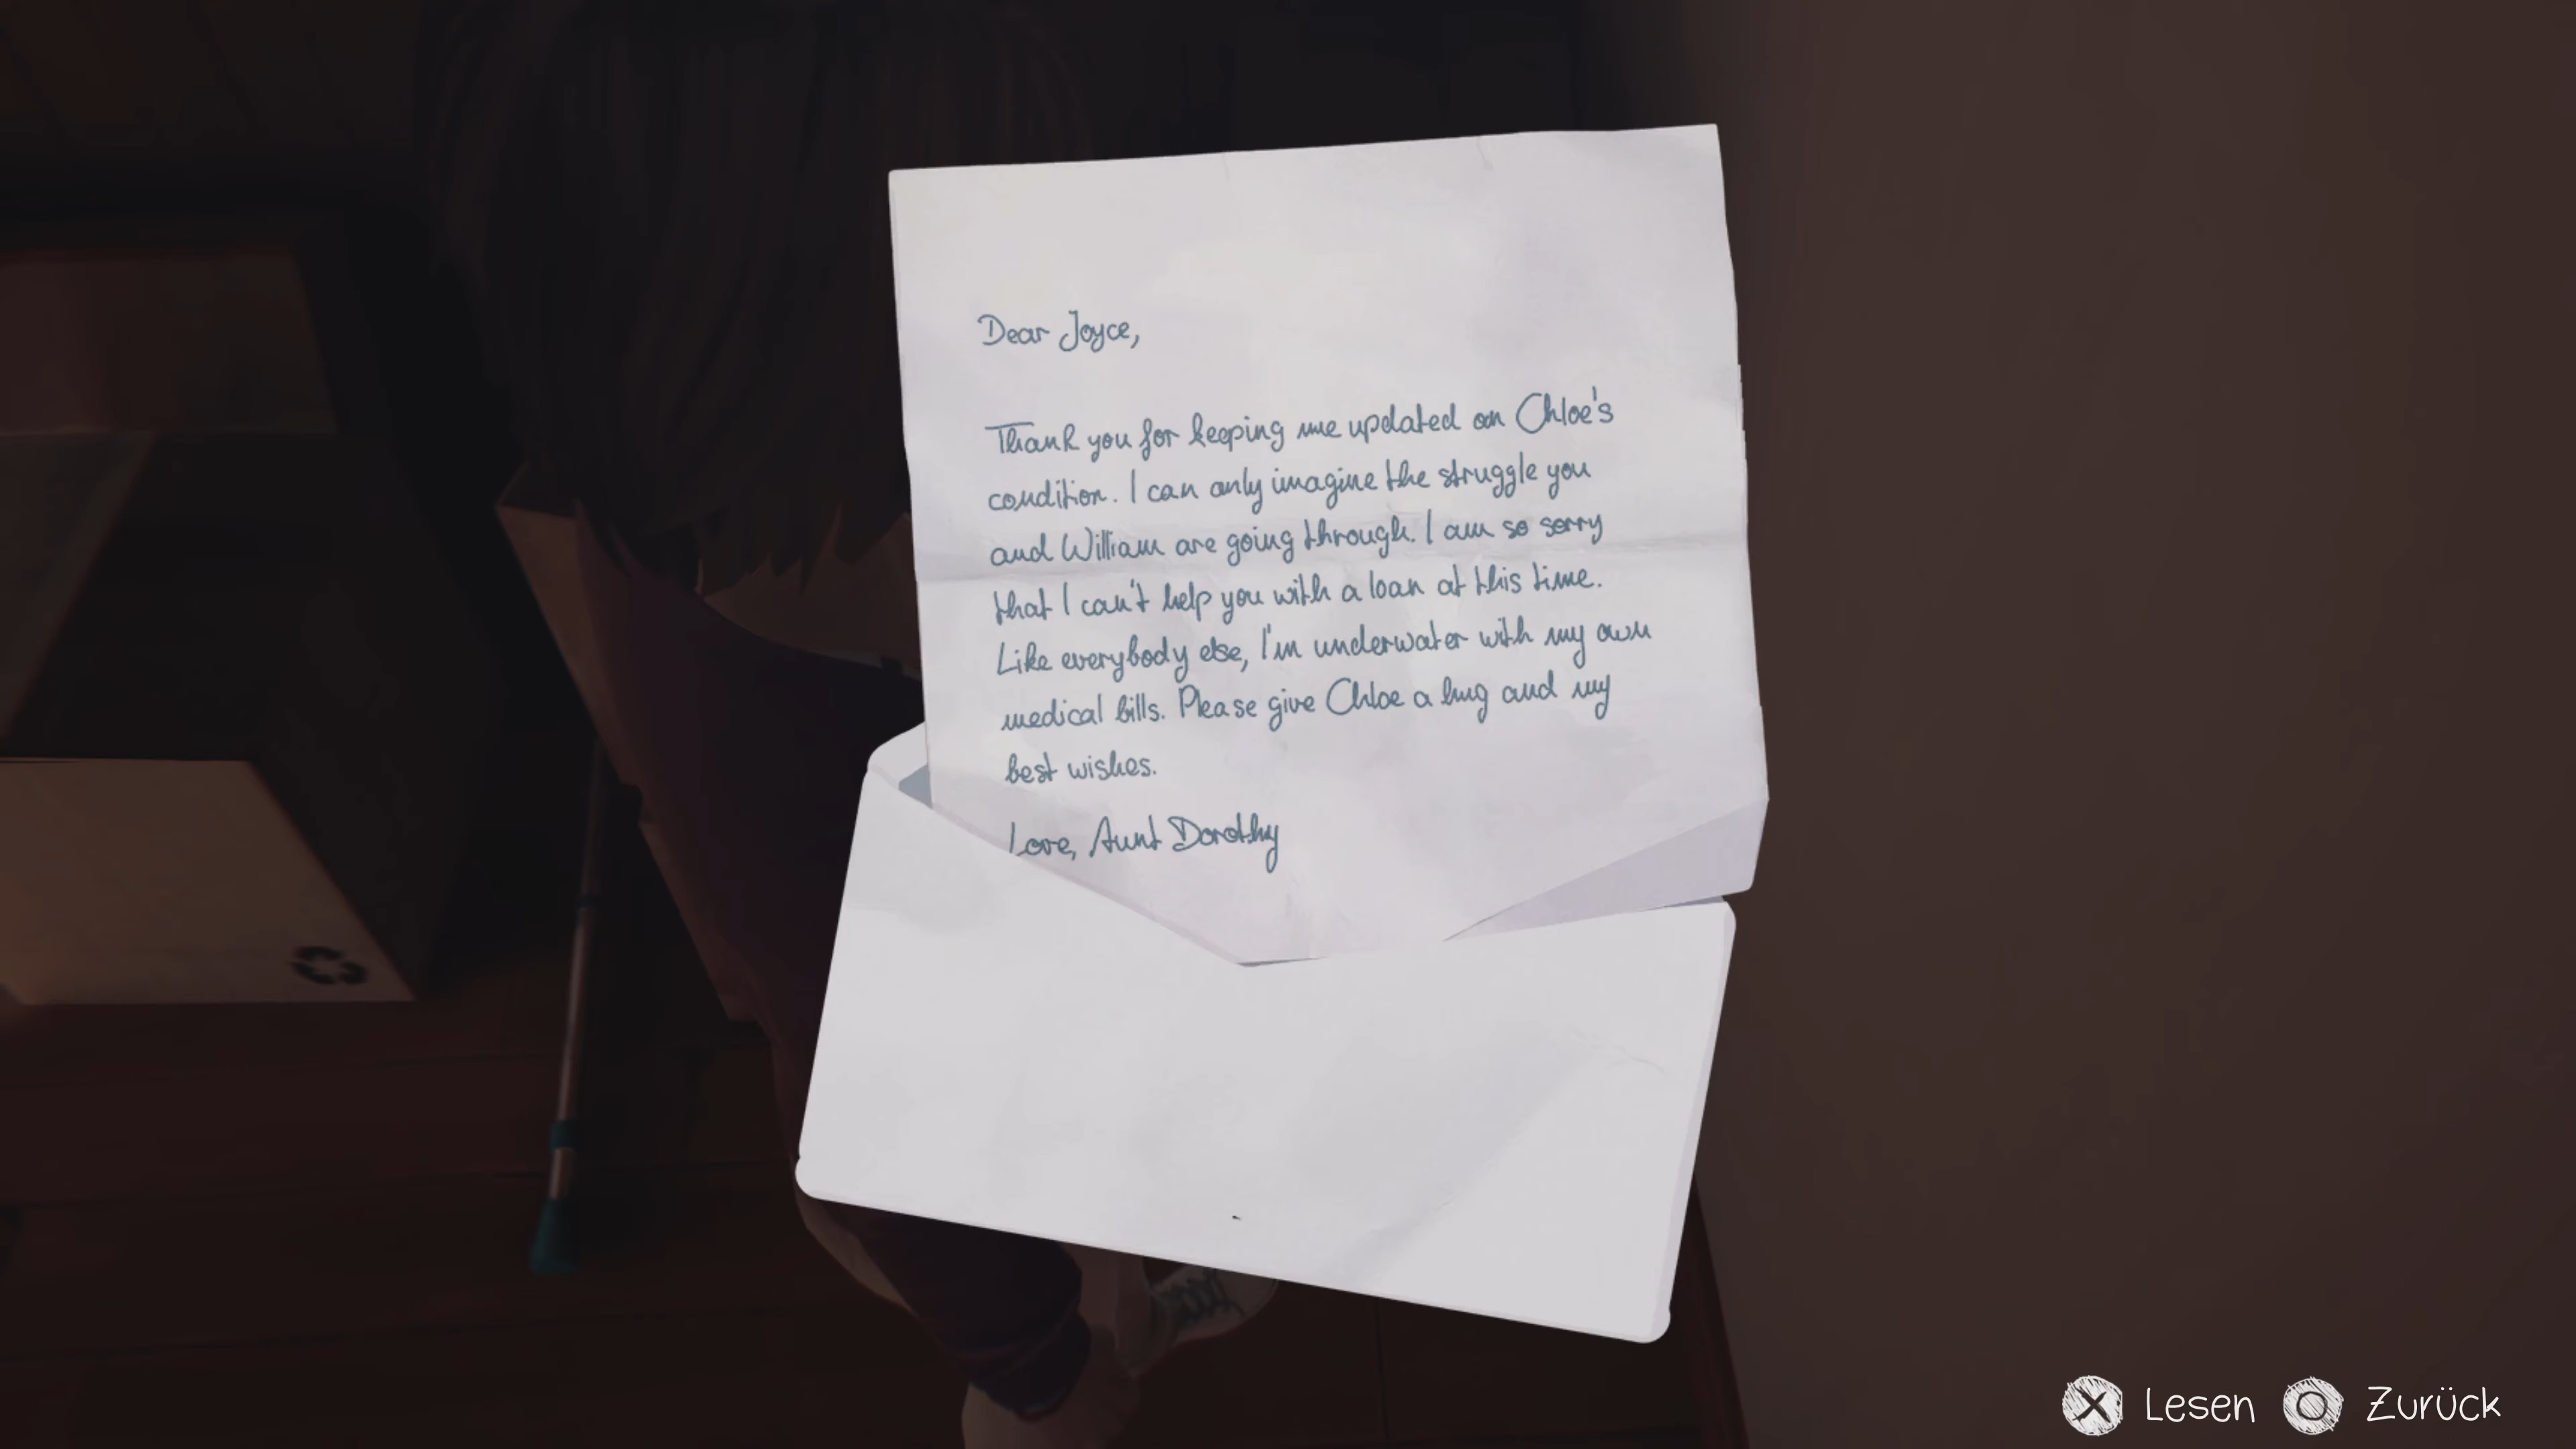 Dear Joyce,
Thank you for keeping me updated on Chloe's
condition. I can only imagine the struggle you
and William are going through. I am so sorry
that I can't help you with a loan at this time.
Like everybody else, I'm underwater with my own
medical bills. Please give Chloe a hug and my
best wishes.
Love, Aunt Dorothy
X Lesen O Zurück